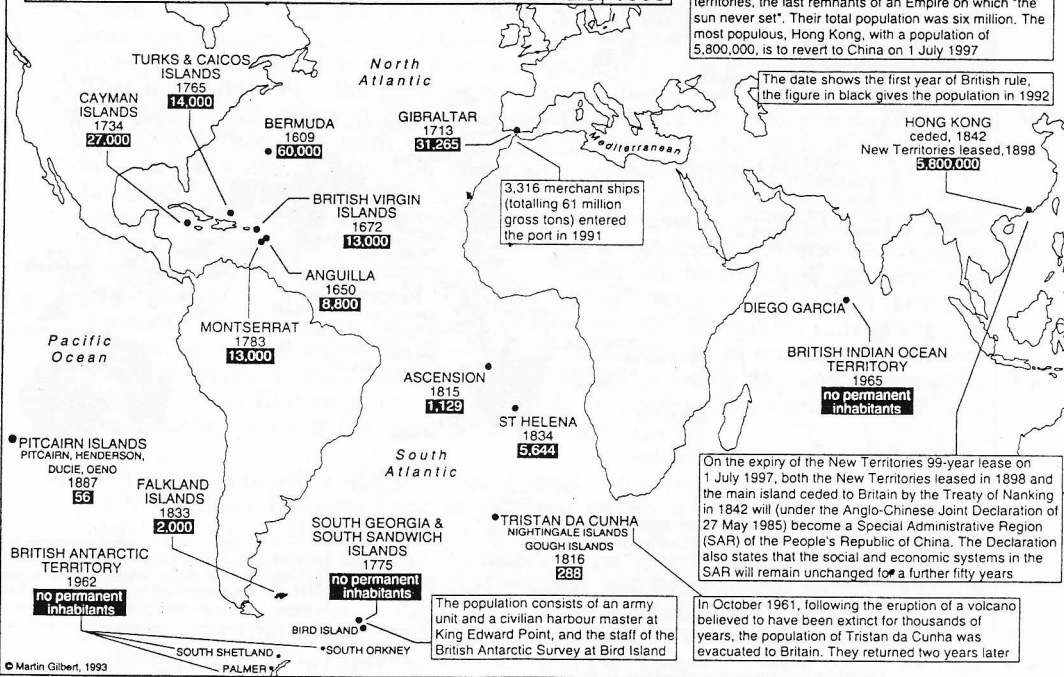 territories, the last remnants of an Empire on which "the
sun never set". Their total population was six million. The
most populous, Hong Kong, with a population of
5,800,000, is to revert to China on 1 July 1997
The date shows the first year of British rule,
the figure in black gives the population in 1992
North
Atlantic
TURKS & CAICOS
ISLANDS
1765
14,000
CAYMAN
ISLANDS
1734
27,000
BERMUDA
1609
60,000
GIBRALTAR
1713
31,265
Mediterranean
HONG KONG
ceded, 1842
New Territories leased, 1898
5,800,000
3,316 merchant ships
(totalling 61 million
gross tons) entered
the port in 1991
BRITISH VIRGIN
ISLANDS
1672
13,000
ANGUILLA
1650
8,800
MONTSERRAT
1783
13,000
DIEGO GARCIA
BRITISH INDIAN OCEAN
TERRITORY
1965
no permanent
inhabitants
Pacific
Ocean
ASCENSION
1815
1,129
ST HELENA
1834
5,644
South
Atlantic
PITCAIRN ISLANDS
PITCAIRN, HENDERSON,
DUCIE, OENO
1887
56
FALKLAND
ISLANDS
1833
2,000
On the expiry of the New Territories 99-year lease on
1 July 1997, both the New Territories leased in 1898 and
the main island ceded to Britain by the Treaty of Nanking
in 1842 will (under the Anglo-Chinese Joint Declaration of
27 May 1985) become a Special Administrative Region
(SAR) of the People's Republic of China. The Declaration
also states that the social and economic systems in the
SAR will remain unchanged for a further fifty years
SOUTH GEORGIA &
SOUTH SANDWICH
ISLANDS
1775
no permanent
inhabitants
TRISTAN DA CUNHA
NIGHTINGALE ISLANDS
GOUGH ISLANDS
1816
288
BRITISH ANTARCTIC
TERRITORY
1962
no permanent
inhabitants
The population consists of an army
unit and a civilian harbour master at
King Edward Point, and the staff of the
British Antarctic Survey at Bird Island
In October 1961, following the eruption of a volcano
believed to have been extinct for thousands of
years, the population of Tristan da Cunha was
evacuated to Britain. They returned two years later
BIRD ISLAND
SOUTH ORKNEY
SOUTH SHETLAND
PALMER
© Martin Gilbert, 1993